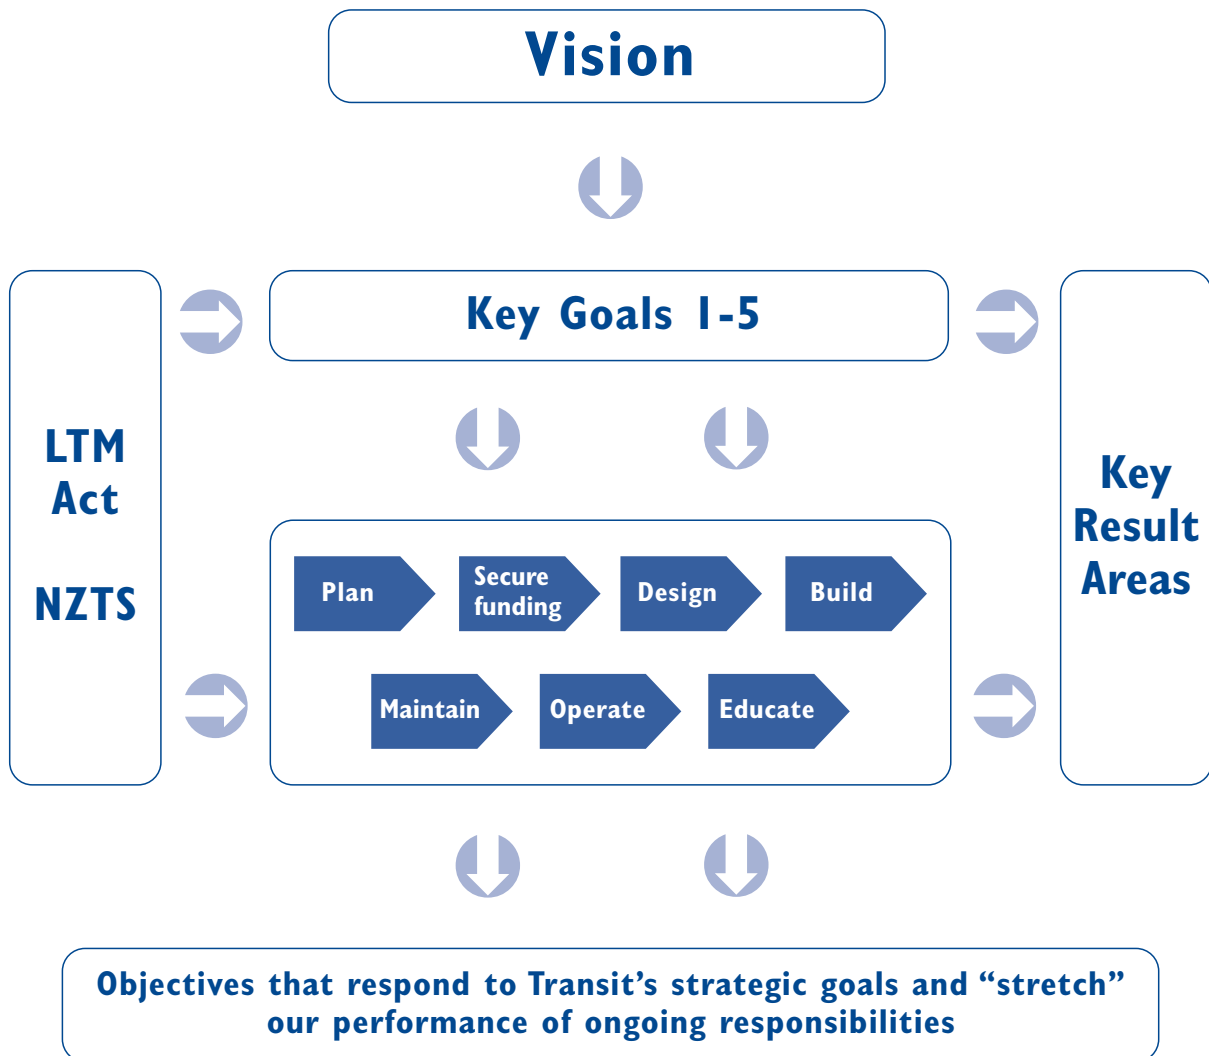 Vision
Key Goals 1-5
LTM
Act
NZTS
Plan
Secure
funding
Design
Build
Maintain
Operate
Educate
Key
Result
Areas
Objectives that respond to Transit’s strategic goals and “stretch”
our performance of ongoing responsibilities